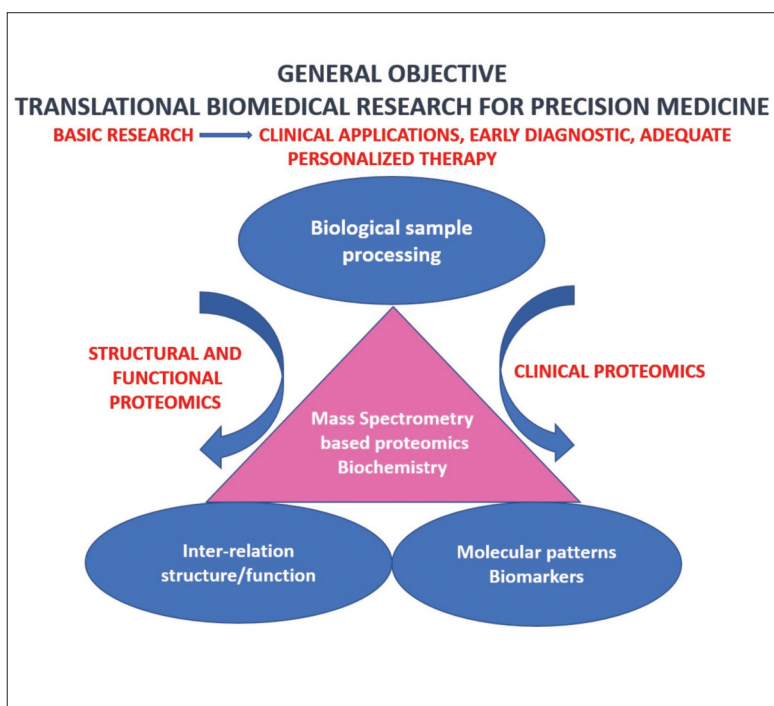 GENERAL OBJECTIVE
TRANSLATIONAL BIOMEDICAL RESEARCH FOR PRECISION MEDICINE
BASIC RESEARCH CLINICAL APPLICATIONS, EARLY DIAGNOSTIC, ADEQUATE
PERSONALIZED THERAPY
Biological sample
processing
STRUCTURAL AND
FUNCTIONAL
PROTEOMICS
CLINICAL PROTEOMICS
Mass Spectrometry
based proteomics
Biochemistry
Inter-relation
structure/function
Molecular patterns
Biomarkers